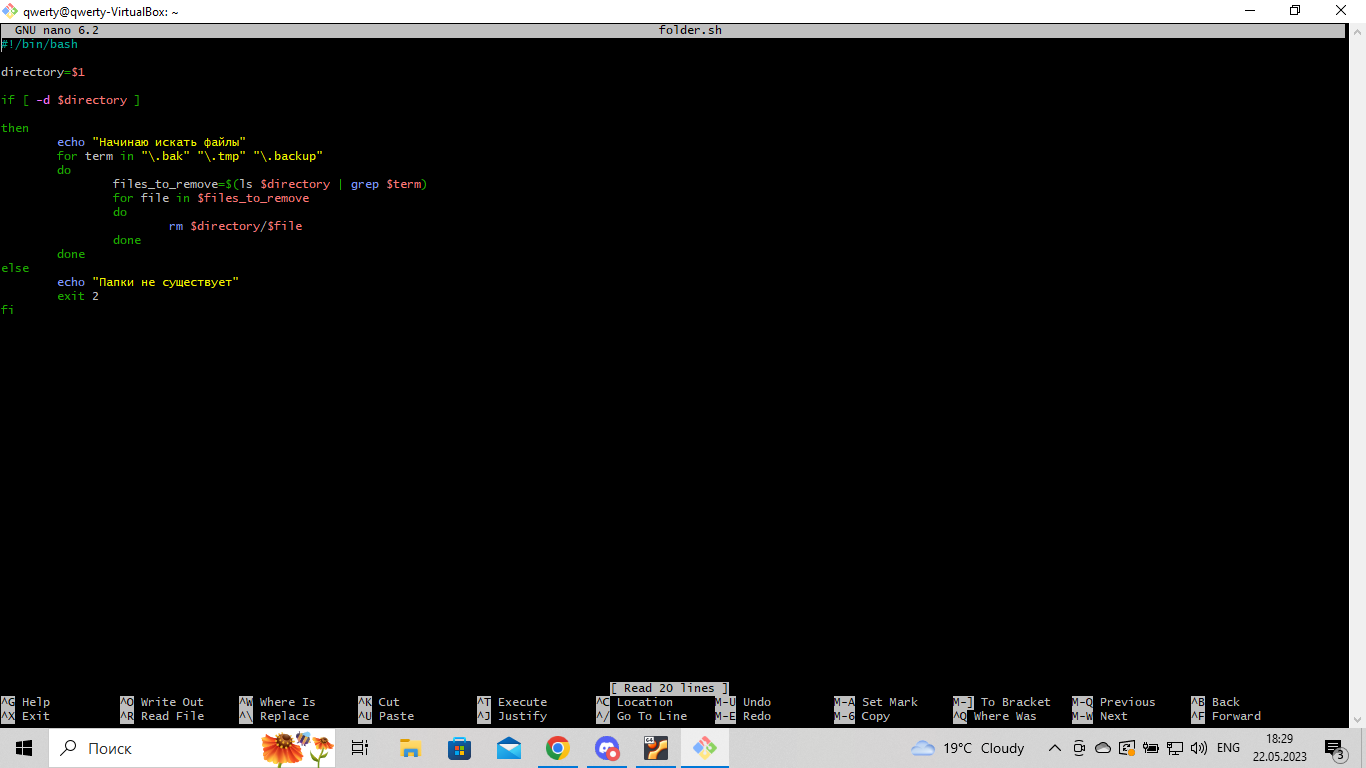 qwerty@qwerty-VirtualBox: ~
GNU nano 6.2 folder.sh
#!/bin/bash
directory=$1
if [ -d $directory ]
then
echo "Начинаю искать файлы"
for term in "\.bak" "\.tmp" "\.backup"
do
files_to_remove=$(ls $directory | grep $term)
for file in $files_to_remove
do
rm $directory/$file
done
done
else
echo "Папки не существует"
exit 2
fi
[ Read 20 lines ]
^G Help ^O Write Out ^W Where Is ^K Cut ^T Execute ^C Location M-U Undo M-A Set Mark M-] To Bracket M-Q Previous ^B Back
^X Exit ^R Read File ^\ Replace ^U Paste ^J Justify ^/ Go To Line M-E Redo M-6 Copy ^Q Where Was M-W Next ^F Forward
Поиск 64 19°C Cloudy ENG 18:29
22.05.2023 3